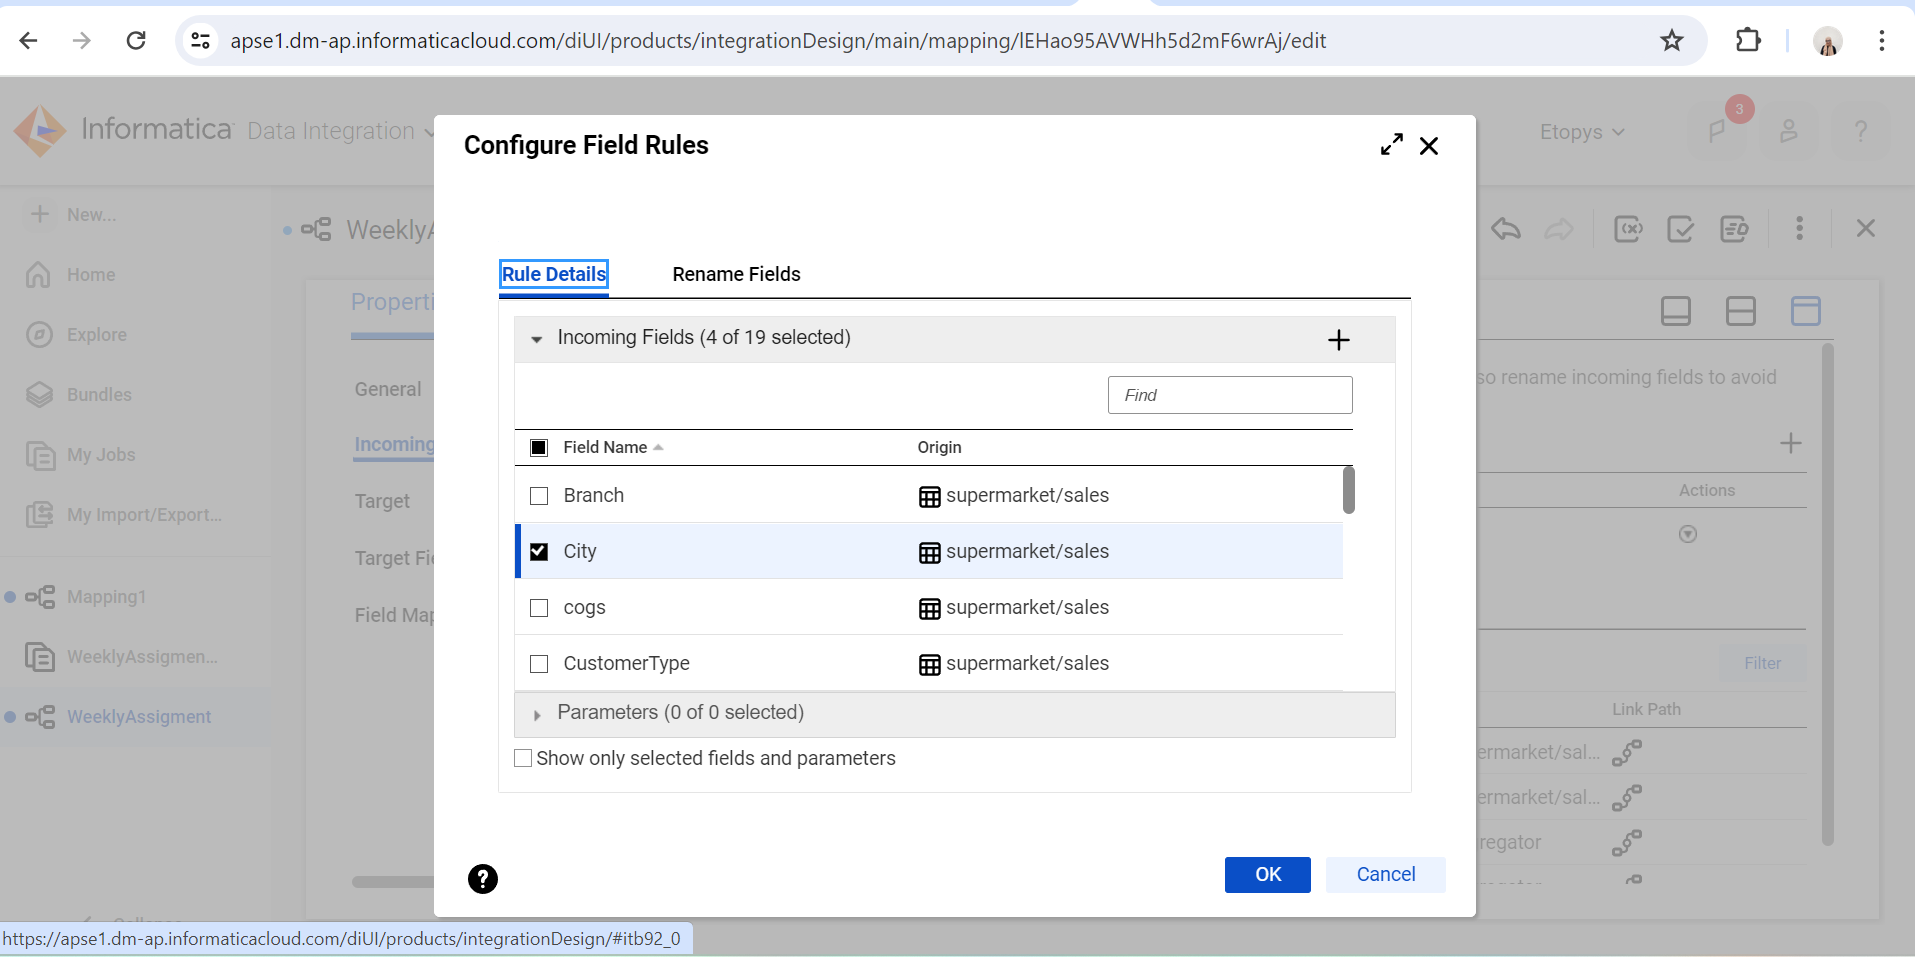 apse1.dm-ap.informaticacloud.com/diUI/products/integrationDesign/main/mapping/lEHao95AVWHh5d2mF6wrAj/edit
Informatica Data Integration
Etopys
3
?
New...
Home
Explore
Bundles
My Jobs
My Import/Export...
Mapping1
WeeklyAssigmen...
WeeklyAssigment
WeeklyA
Properti
General
Incoming
Target
Target Fie
Field Map
Configure Field Rules
Rule Details
Rename Fields
Incoming Fields (4 of 19 selected)
Find
Field Name Origin
Branch supermarket/sales
City supermarket/sales
cogs supermarket/sales
CustomerType supermarket/sales
Parameters (0 of 0 selected)
Show only selected fields and parameters
?
OK
Cancel
so rename incoming fields to avoid
Actions
Filter
Link Path
ermarket/sal...
ermarket/sal...
regator
https://apse1.dm-ap.informaticacloud.com/diUI/products/integrationDesign/#itb92_0